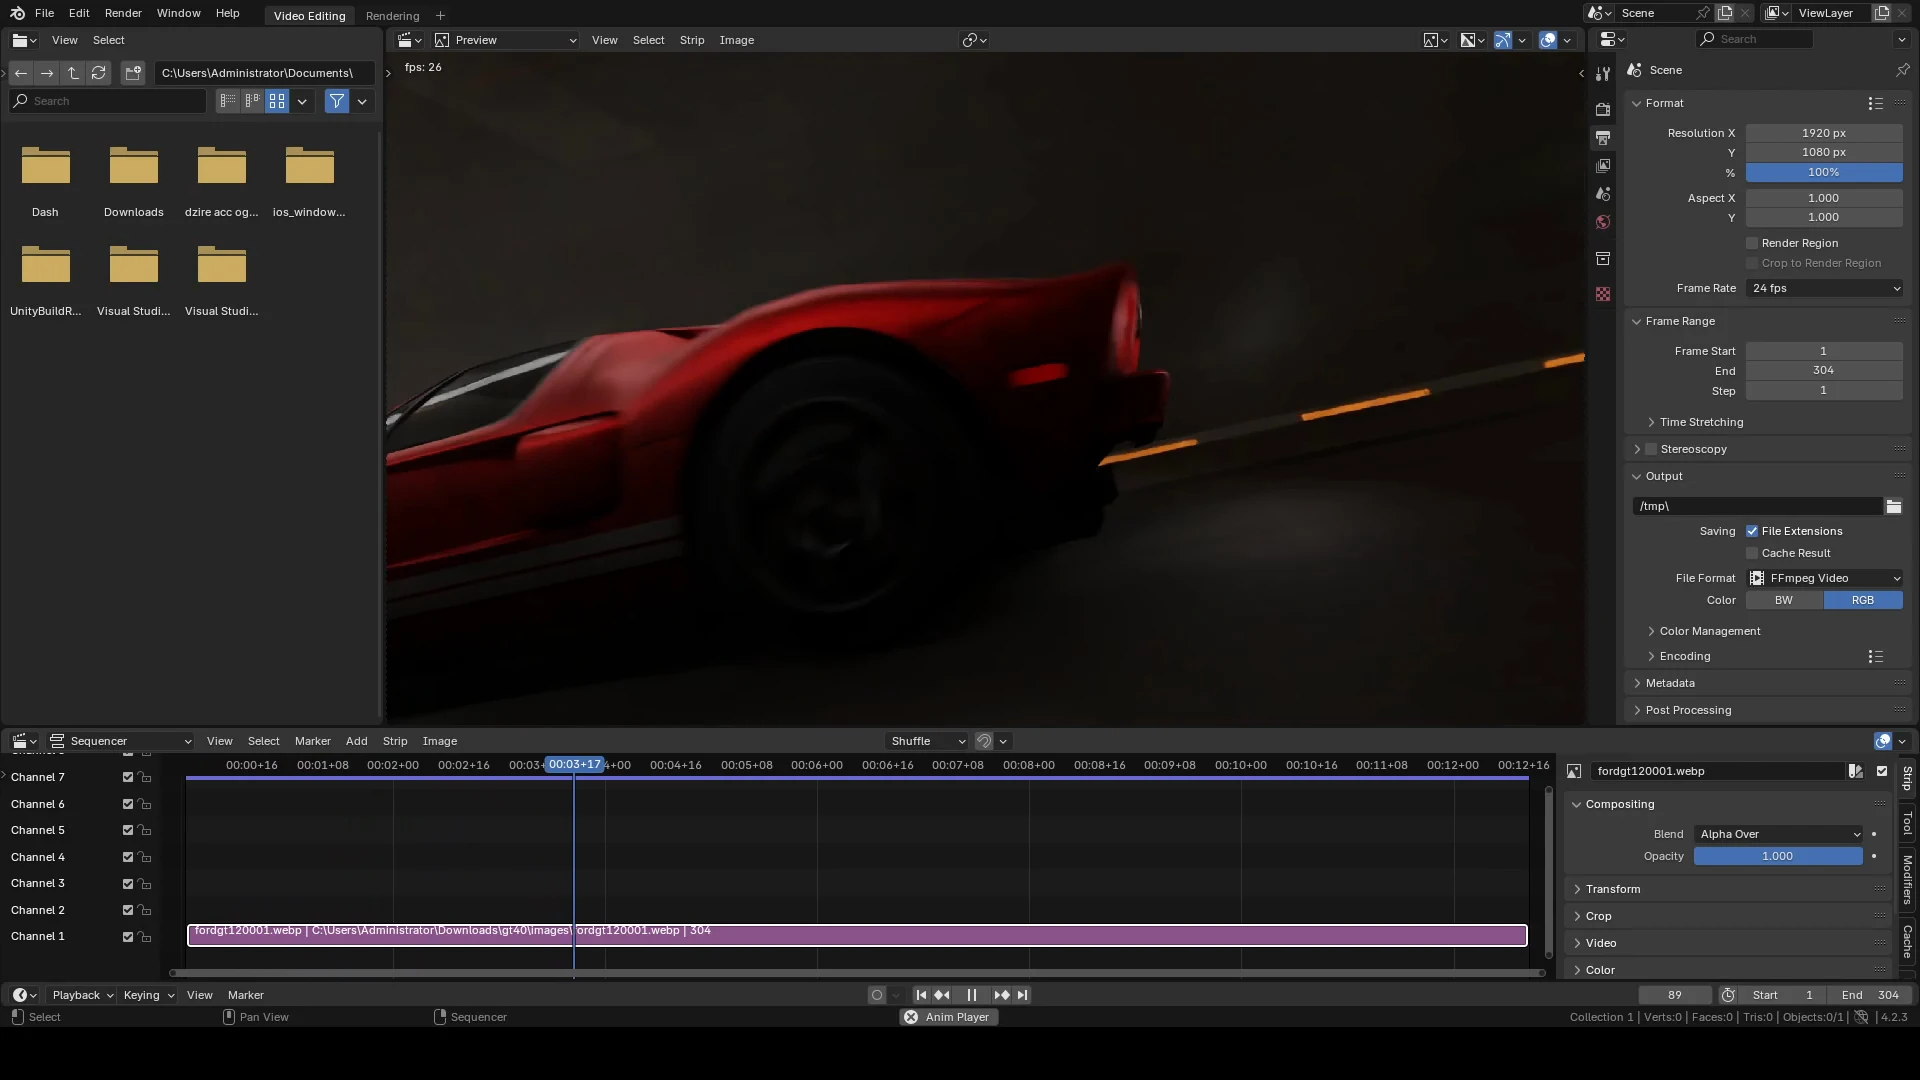 File Edit Render Window Help Video Editing Rendering + Scene ViewLayer
View Select
C:\Users\Administrator\Documents\
Search
Dash Downloads dzire acc og... ios_window...
UnityBuildR... Visual Studi... Visual Studi...
Preview View Select Strip Image
fps: 26
Search
Scene
Format
Resolution X 1920 px
Y 1080 px
% 100%
Aspect X 1.000
Y 1.000
Render Region
Crop to Render Region
Frame Rate 24 fps
Frame Range
Frame Start 1
End 304
Step 1
Time Stretching
Stereoscopy
Output
/tmp\
Saving File Extensions
Cache Result
File Format FFmpeg Video
Color BW RGB
Color Management
Encoding
Metadata
Post Processing
Sequencer View Select Marker Add Strip Image Shuffle
00:00+16 00:01+08 00:02+00 00:02+16 00:03+ 00:03+17 4+00 00:04+16 00:05+08 00:06+00 00:06+16 00:07+08 00:08+00 00:08+16 00:09+08 00:10+00 00:10+16 00:11+08 00:12+00 00:12+16
Channel 7
Channel 6
Channel 5
Channel 4
Channel 3
Channel 2
Channel 1
fordgt120001.webp | C:\Users\Administrator\Downloads\gt40\images\fordgt120001.webp | 304
fordgt120001.webp
Compositing
Blend Alpha Over
Opacity 1.000
Transform
Crop
Video
Color
Strip
Tool
Modifiers
Cache
Playback Keying View Marker 89 Start 1 End 304
Select Pan View Sequencer Anim Player Collection 1 | Verts:0 | Faces:0 | Tris:0 | Objects:0/1 | 4.2.3